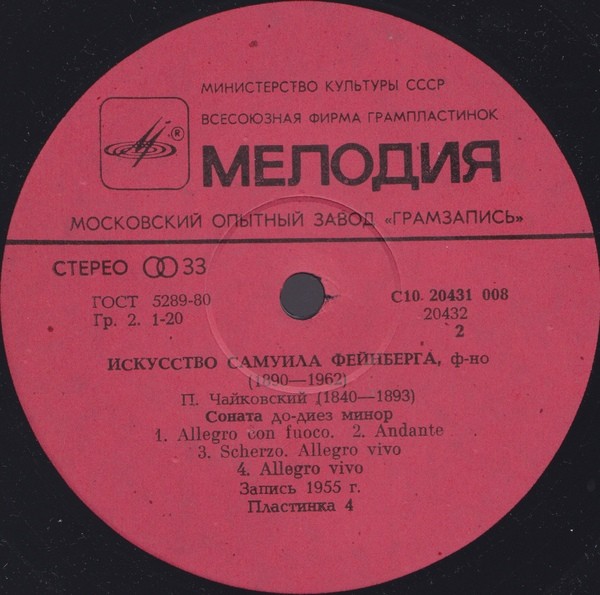 МИНИСТЕРСТВО КУЛЬТУРЫ СССР
ВСЕСОЮЗНАЯ ФИРМА ГРАМПЛАСТИНОК
®
МЕЛОДИЯ
МОСКОВСКИЙ ОПЫТНЫЙ ЗАВОД «ГРАМЗАПИСЬ»
СТЕРЕО 33
ГОСТ 5289-80
Гр. 2. 1-20
С10 20431 008
20432
2
ИСКУССТВО САМУИЛА ФЕЙНБЕРГА, ф-но
(1890—1962)
П. Чайковский (1840—1893)
Соната до-диез минор
1. Allegro con fuoco. 2. Andante
3. Scherzo. Allegro vivo
4. Allegro vivo
Запись 1955 г.
Пластинка 4